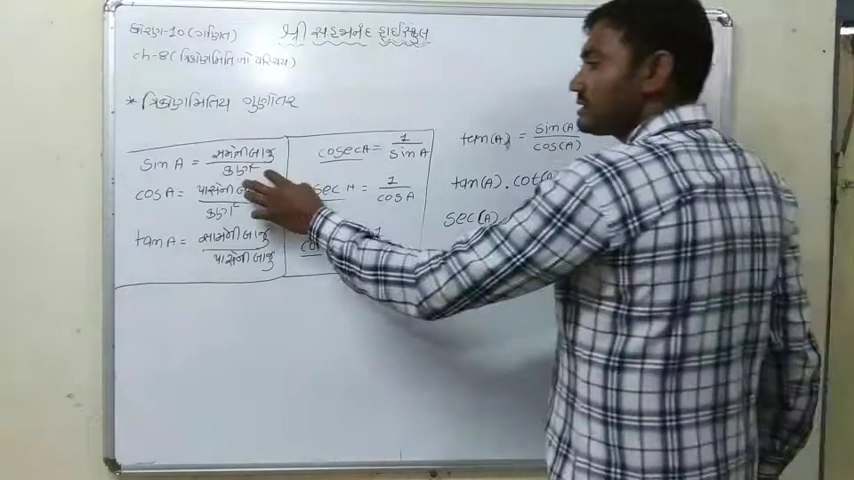 ધોરણ-10 (ગણિત)
શ્રી સહજાનંદ હાઈસ્કૂલ
ch-8 (ત્રિકોણમિતિનો પરિચય)
* ત્રિકોણમિતિય ગુણોતર
sin A = સામેનીબાજુ / કર્ણ
cos A = પાસેની / કર્ણ
tan A = સામેની બાજુ / પાસેની બાજુ
cosec A = 1 / sin A
sec A = 1 / cos A
1
tan(A) = sin(A) / cos(A)
tan(A) . cot(A)
sec(A)